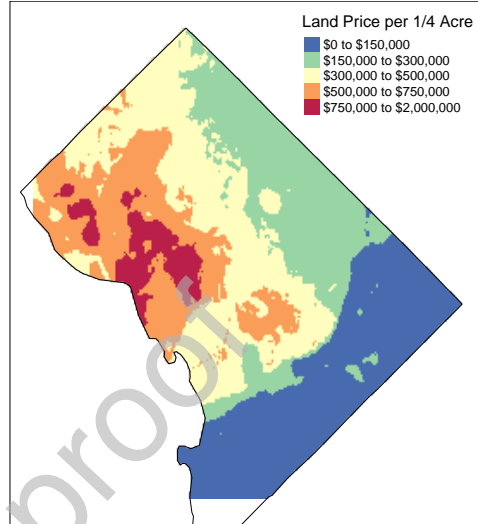 Land Price per 1/4 Acre
$0 to $150,000
$150,000 to $300,000
$300,000 to $500,000
$500,000 to $750,000
$750,000 to $2,000,000
proof